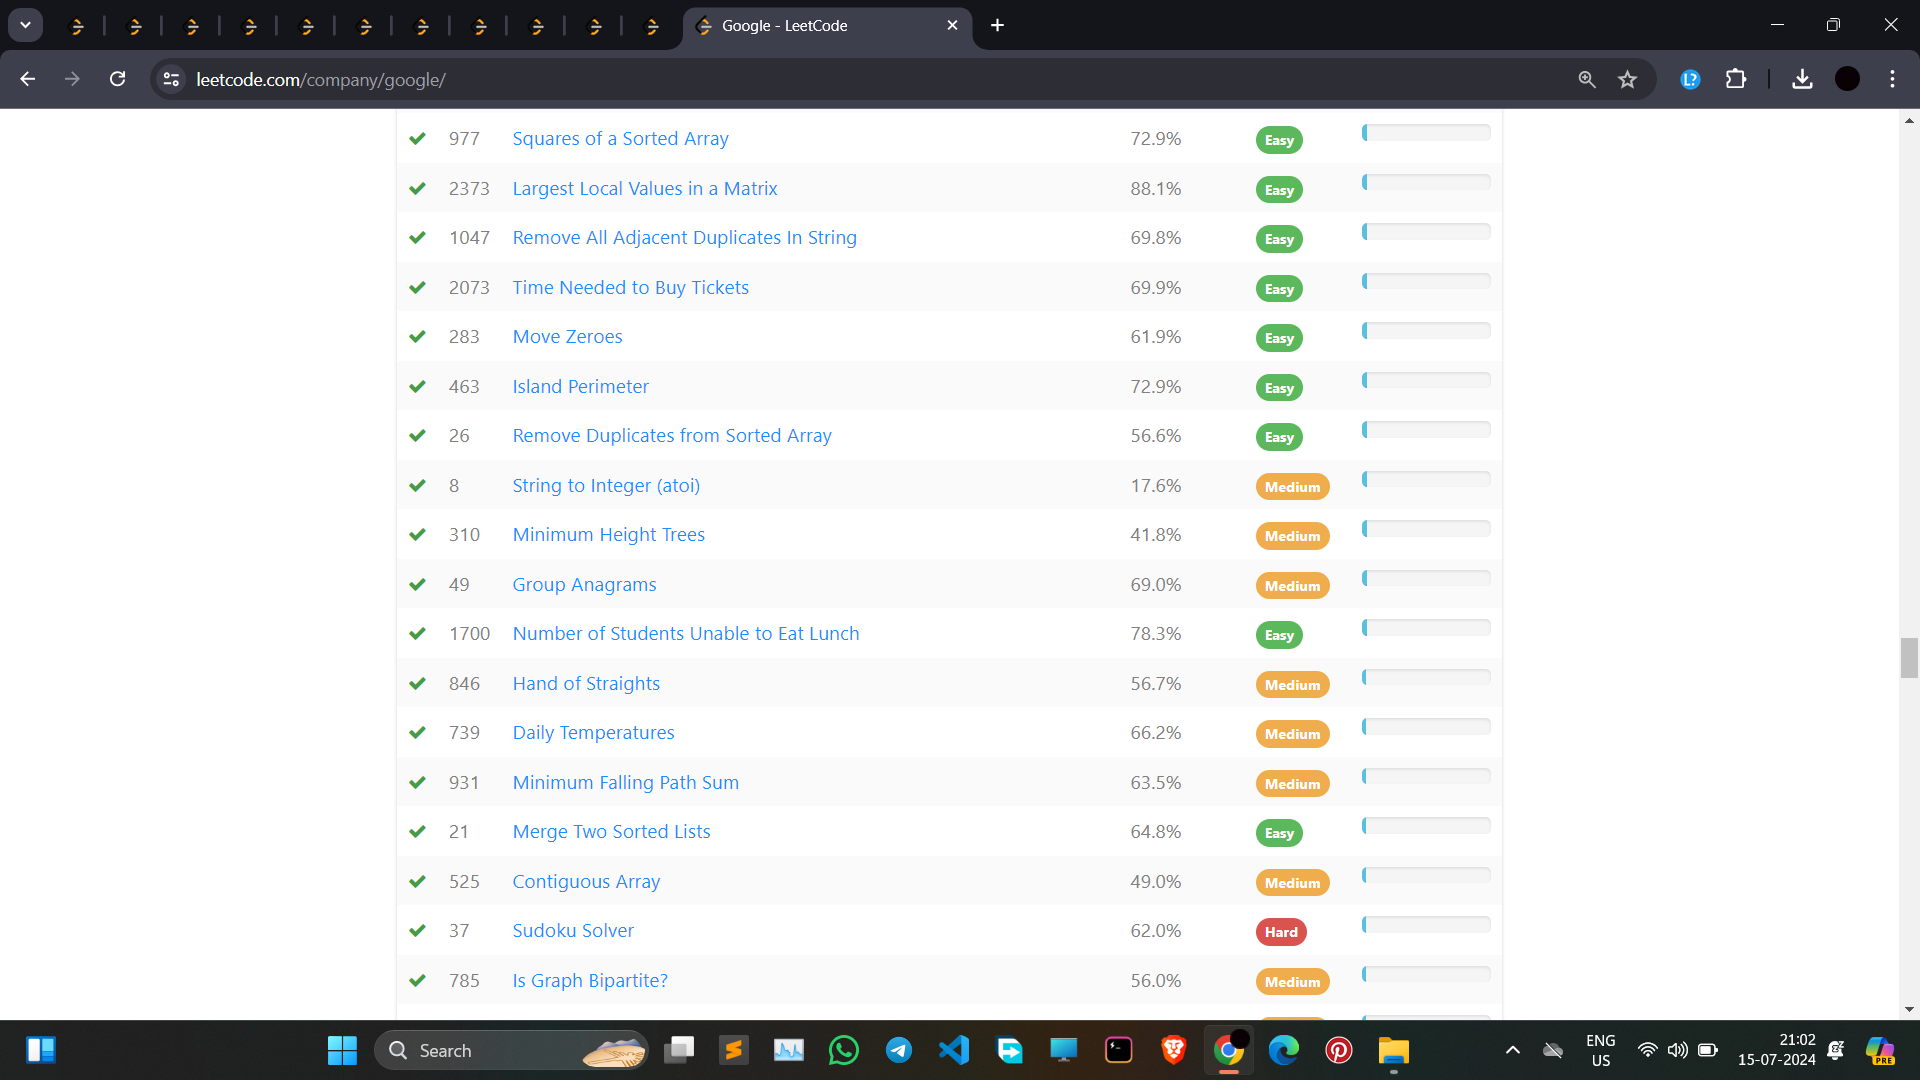 Google - LeetCode
leetcode.com/company/google/
977 Squares of a Sorted Array 72.9% Easy
2373 Largest Local Values in a Matrix 88.1% Easy
1047 Remove All Adjacent Duplicates In String 69.8% Easy
2073 Time Needed to Buy Tickets 69.9% Easy
283 Move Zeroes 61.9% Easy
463 Island Perimeter 72.9% Easy
26 Remove Duplicates from Sorted Array 56.6% Easy
8 String to Integer (atoi) 17.6% Medium
310 Minimum Height Trees 41.8% Medium
49 Group Anagrams 69.0% Medium
1700 Number of Students Unable to Eat Lunch 78.3% Easy
846 Hand of Straights 56.7% Medium
739 Daily Temperatures 66.2% Medium
931 Minimum Falling Path Sum 63.5% Medium
21 Merge Two Sorted Lists 64.8% Easy
525 Contiguous Array 49.0% Medium
37 Sudoku Solver 62.0% Hard
785 Is Graph Bipartite? 56.0% Medium
Search
ENG
US
21:02
15-07-2024
PRE